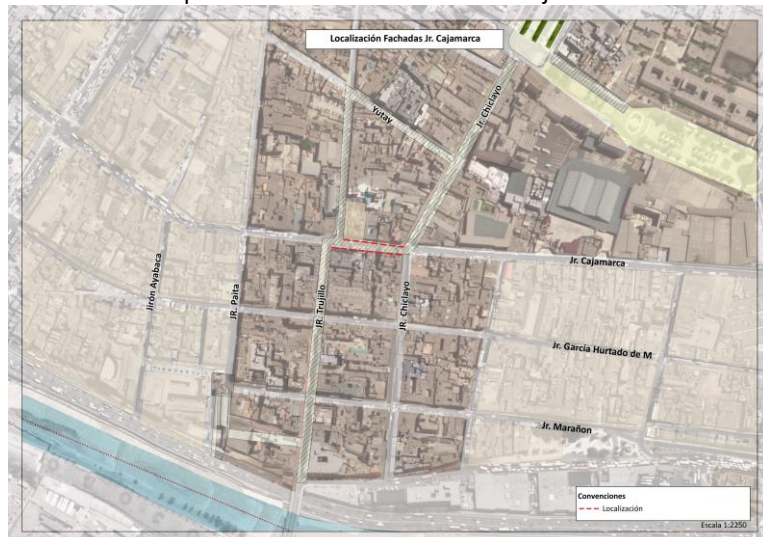 Localización Fachadas Jr. Cajamarca
Yutay
Jr. Chiclayo
Jirón Ayabaca
JR. Paita
JR. Trujillo
JR. Chiclayo
Jr. Cajamarca
Jr. García Hurtado de M
Jr. Marañon
Convenciones
Localización
Escala 1:2250